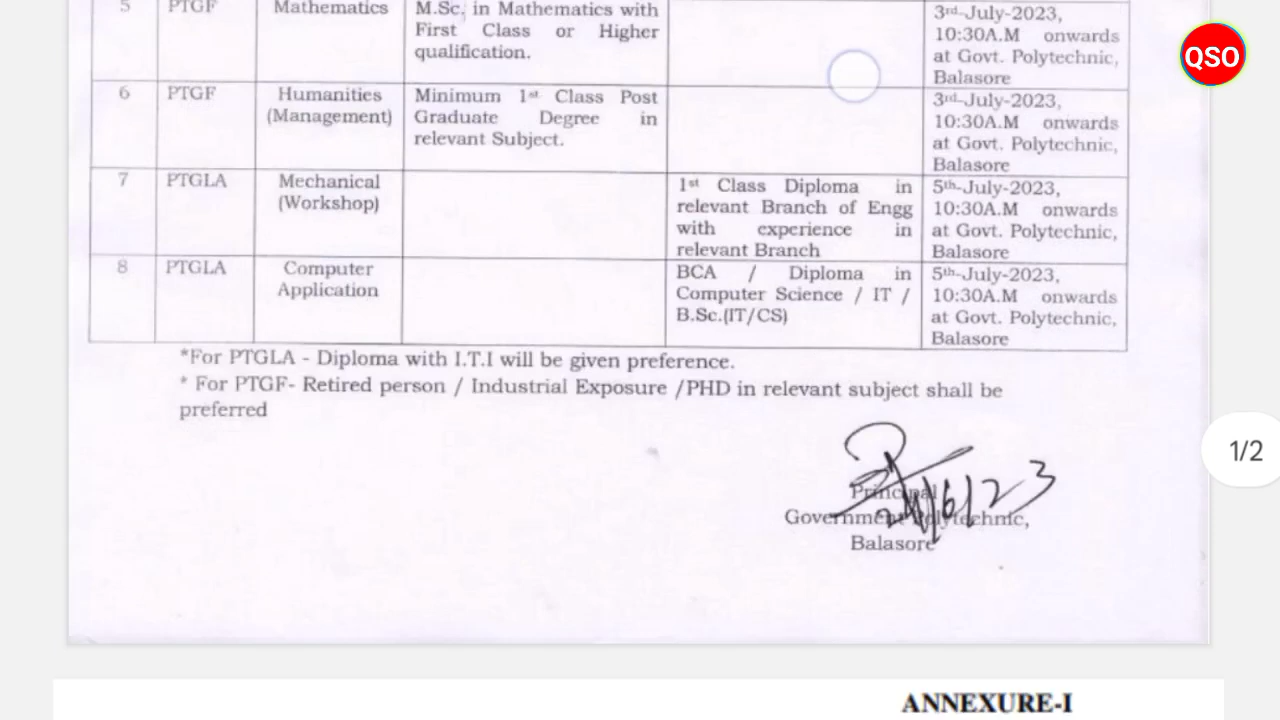 5 PTGF Mathematics M.Sc. in Mathematics with First Class or Higher qualification. 3rd-July-2023, 10:30A.M onwards at Govt. Polytechnic, Balasore
6 PTGF Humanities (Management) Minimum 1st Class Post Graduate Degree in relevant Subject. 3rd-July-2023, 10:30A.M onwards at Govt. Polytechnic, Balasore
7 PTGLA Mechanical (Workshop) 1st Class Diploma in relevant Branch of Engg with experience in relevant Branch 5th-July-2023, 10:30A.M onwards at Govt. Polytechnic, Balasore
8 PTGLA Computer Application BCA / Diploma in Computer Science / IT / B.Sc.(IT/CS) 5th-July-2023, 10:30A.M onwards at Govt. Polytechnic, Balasore
*For PTGLA - Diploma with I.T.I will be given preference.
* For PTGF- Retired person / Industrial Exposure /PHD in relevant subject shall be
preferred
Principal
Government Polytechnic,
Balasore
QSO
1/2
ANNEXURE-I